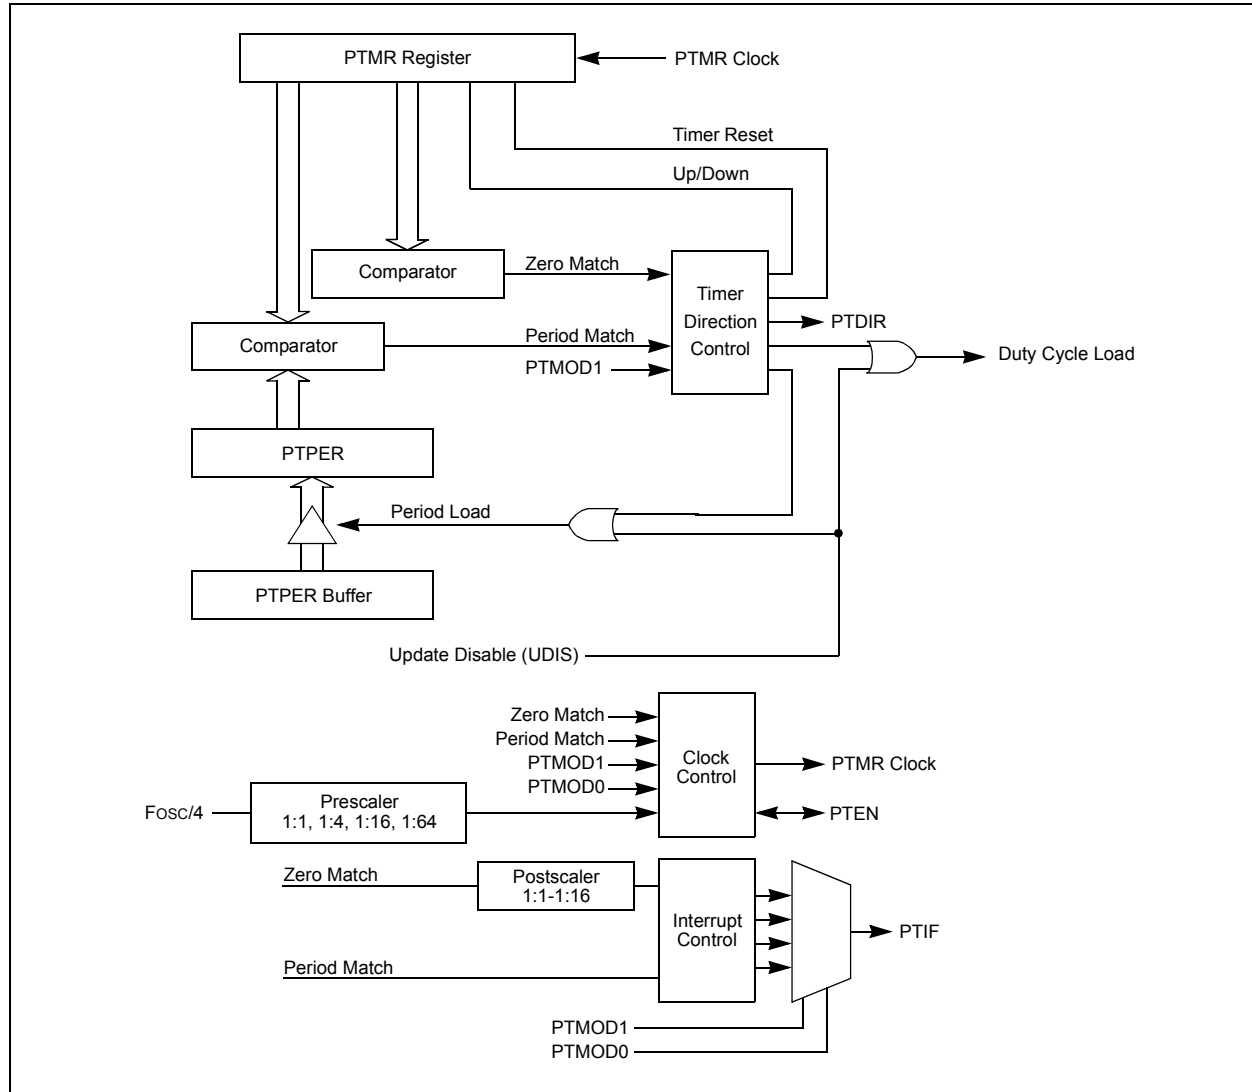 PTMR Register
PTMR Clock
Timer Reset
Up/Down
Comparator
Zero Match
Timer
Direction
Control
PTDIR
Comparator
Period Match
Duty Cycle Load
PTMOD1
PTPER
Period Load
PTPER Buffer
Update Disable (UDIS)
Zero Match
Period Match
PTMOD1
PTMOD0
Clock
Control
PTMR Clock
FOSC/4
Prescaler
1:1, 1:4, 1:16, 1:64
PTEN
Zero Match
Postscaler
1:1-1:16
Interrupt
Control
PTIF
Period Match
PTMOD1
PTMOD0